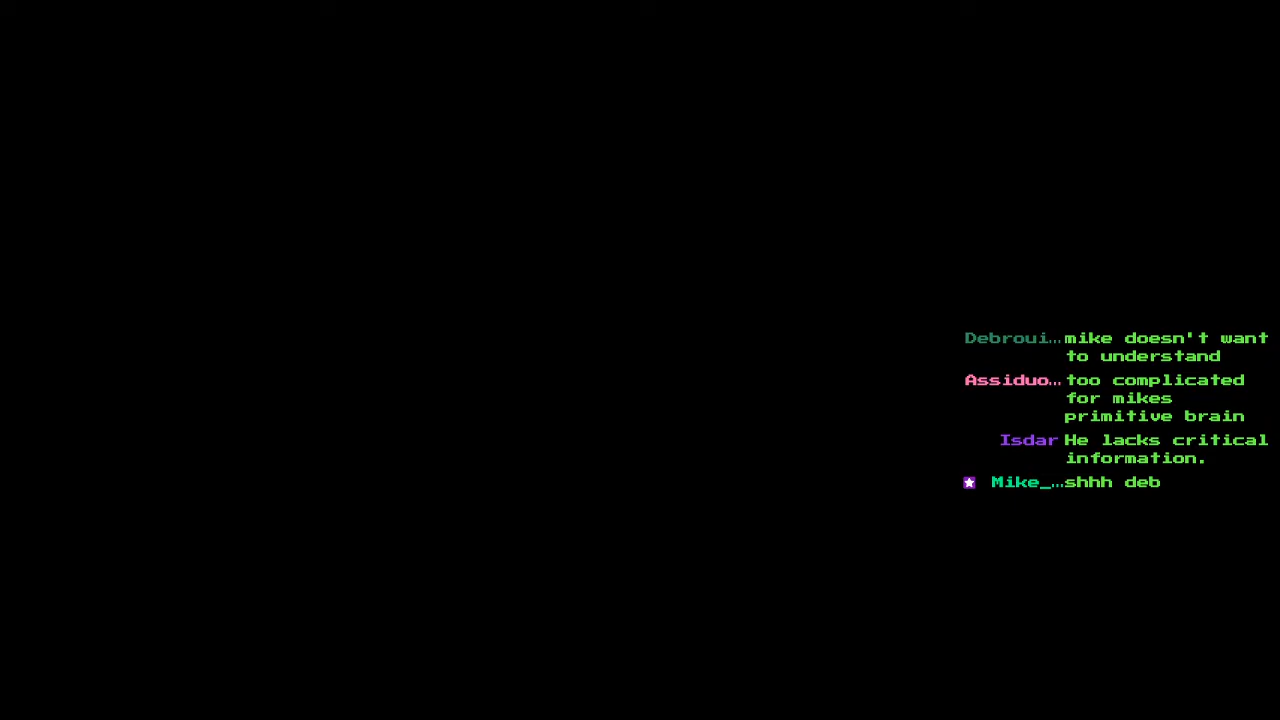 Debroui… mike doesn't want
to understand
Assiduo… too complicated
for mikes
primitive brain
Isdar He lacks critical
information.
Mike_… shhh deb